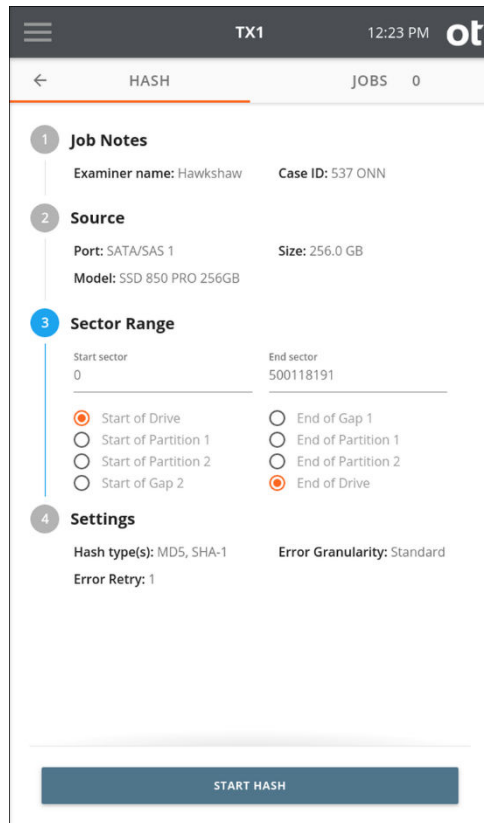 TX1 12:23 PM ot
← HASH JOBS 0
1 Job Notes
Examiner name: Hawkshaw Case ID: 537 ONN
2 Source
Port: SATA/SAS 1 Size: 256.0 GB
Model: SSD 850 PRO 256GB
3 Sector Range
Start sector End sector
0 500118191
Start of Drive End of Gap 1
Start of Partition 1 End of Partition 1
Start of Partition 2 End of Partition 2
Start of Gap 2 End of Drive
4 Settings
Hash type(s): MD5, SHA-1 Error Granularity: Standard
Error Retry: 1
START HASH